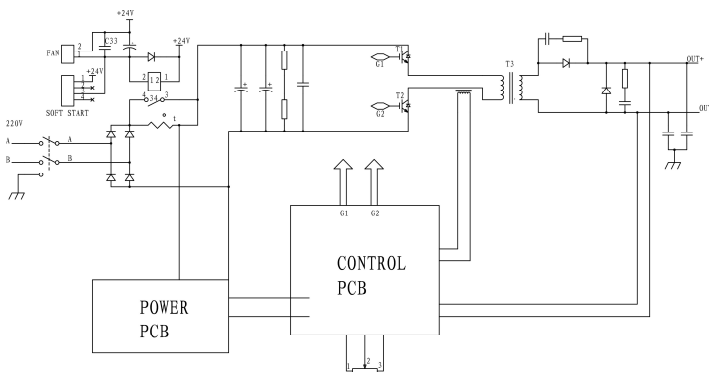 +24V
C33
+24V
FAN
2
1
+24V
2 1 2 1
4 3 4 3
SOFT START
t
220V
A A
B B
T1
G1
T2
G2
T3
OUT+
OUT
G1 G2
CONTROL
PCB
POWER
PCB
1 2 3